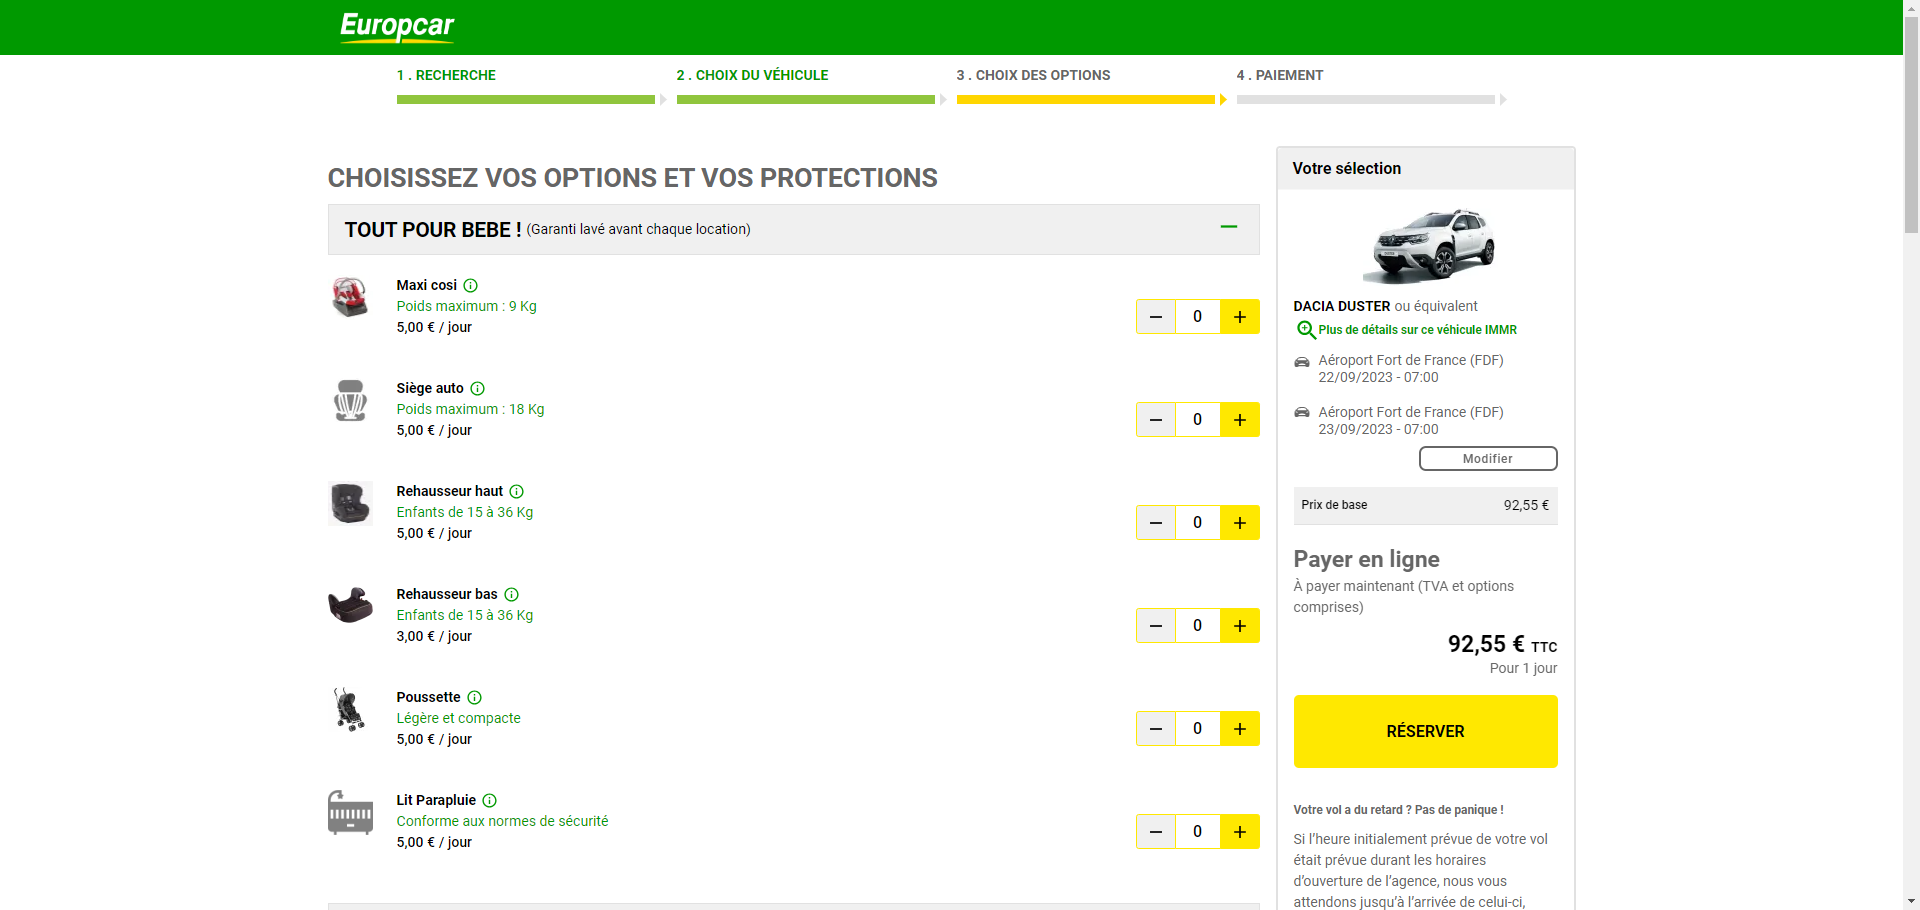 Europcar
1 . RECHERCHE
2 . CHOIX DU VÉHICULE
3 . CHOIX DES OPTIONS
4 . PAIEMENT
CHOISISSEZ VOS OPTIONS ET VOS PROTECTIONS
TOUT POUR BEBE ! (Garanti lavé avant chaque location)
Maxi cosi
Poids maximum : 9 Kg
5,00 € / jour
0
Siège auto
Poids maximum : 18 Kg
5,00 € / jour
0
Rehausseur haut
Enfants de 15 à 36 Kg
5,00 € / jour
0
Rehausseur bas
Enfants de 15 à 36 Kg
3,00 € / jour
0
Poussette
Légère et compacte
5,00 € / jour
0
Lit Parapluie
Conforme aux normes de sécurité
5,00 € / jour
0
Votre sélection
DACIA DUSTER ou équivalent
Plus de détails sur ce véhicule IMMR
Aéroport Fort de France (FDF)
22/09/2023 - 07:00
Aéroport Fort de France (FDF)
23/09/2023 - 07:00
Modifier
Prix de base 92,55 €
Payer en ligne
À payer maintenant (TVA et options
comprises)
92,55 € TTC
Pour 1 jour
RÉSERVER
Votre vol a du retard ? Pas de panique !
Si l’heure initialement prévue de votre vol
était prévue durant les horaires
d’ouverture de l’agence, nous vous
attendons jusqu’à l’arrivée de celui-ci,